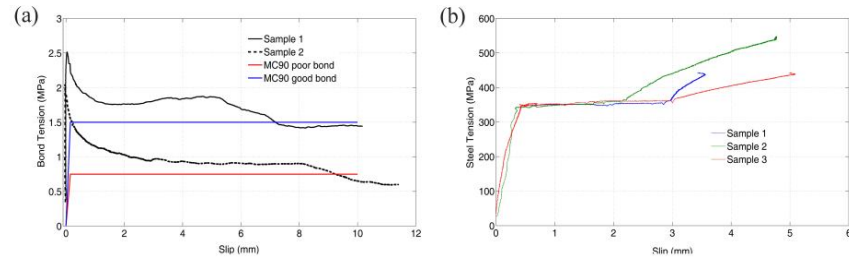 (a)
3
2.5
2
1.5
1
0.5
0
0
2
4
6
8
10
12
Bond Tension (MPa)
Slip (mm)
Sample 1
Sample 2
MC90 poor bond
MC90 good bond
(b)
600
500
400
300
200
100
0
0
1
2
3
4
5
6
Steel Tension (MPa)
Slip (mm)
Sample 1
Sample 2
Sample 3